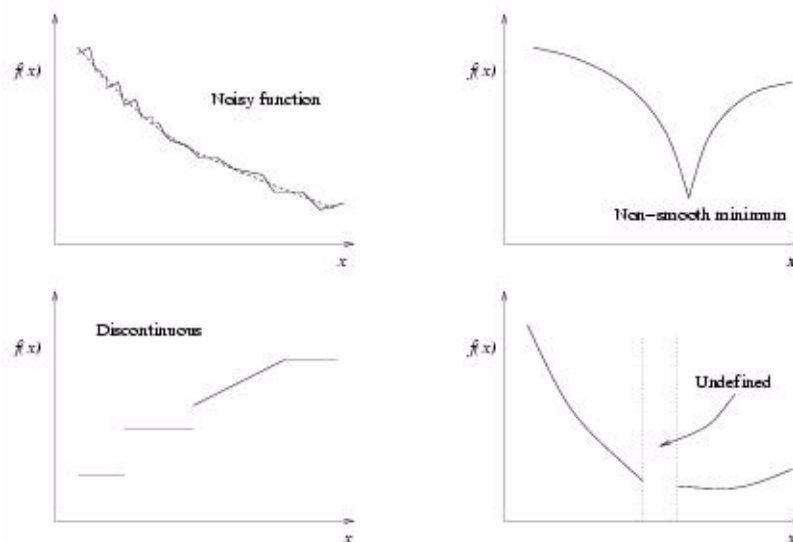 f(x)
Noisy function
x
f(x)
Non-smooth minimum
x
f(x)
Discontinuous
x
f(x)
Undefined
x